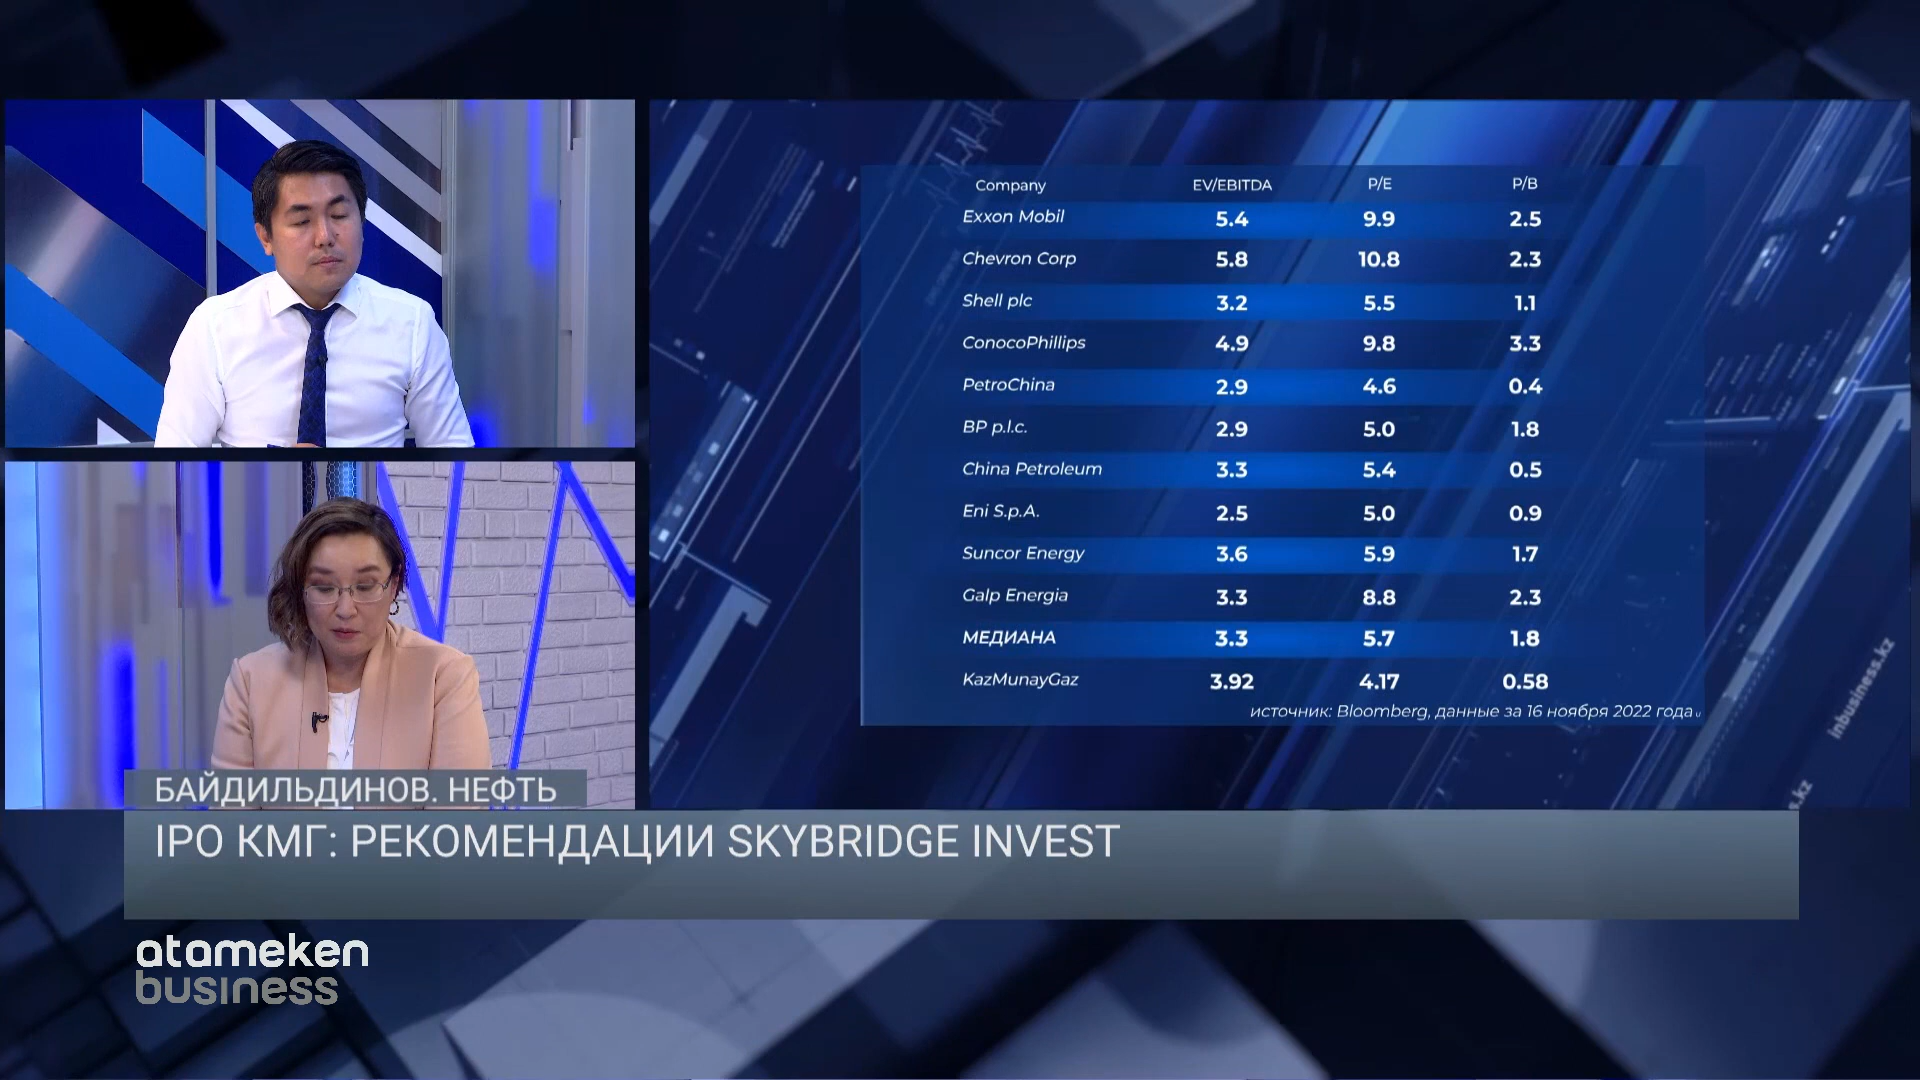 Company EV/EBITDA P/E P/B
Exxon Mobil 5.4 9.9 2.5
Chevron Corp 5.8 10.8 2.3
Shell plc 3.2 5.5 1.1
ConocoPhillips 4.9 9.8 3.3
PetroChina 2.9 4.6 0.4
BP p.l.c. 2.9 5.0 1.8
China Petroleum 3.3 5.4 0.5
Eni S.p.A. 2.5 5.0 0.9
Suncor Energy 3.6 5.9 1.7
Galp Energia 3.3 8.8 2.3
МЕДИАНА 3.3 5.7 1.8
KazMunayGaz 3.92 4.17 0.58
источник: Bloomberg, данные за 16 ноября 2022 года
inbusiness.kz
s.kz
БАЙДИЛЬДИНОВ. НЕФТЬ
IPO КМГ: РЕКОМЕНДАЦИИ SKYBRIDGE INVEST
atameken
business